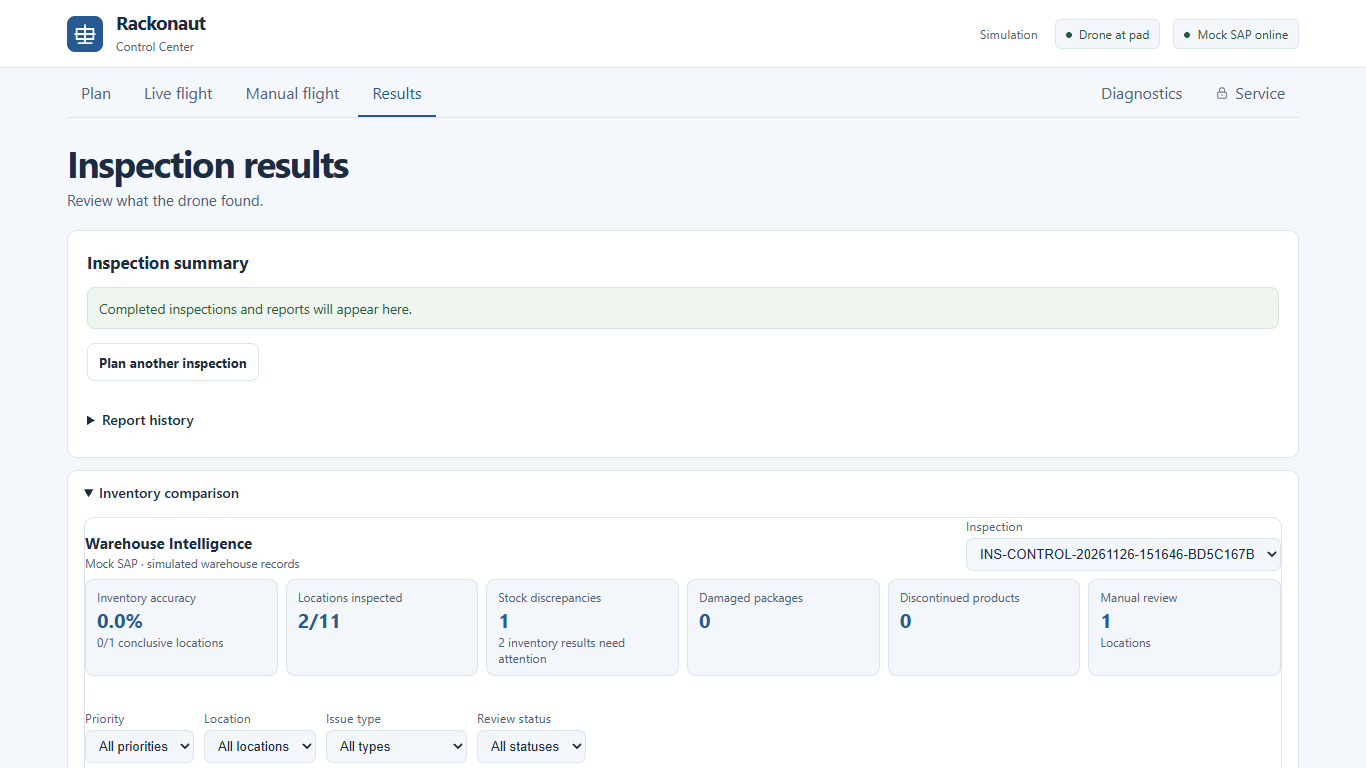 Rackonaut
Control Center
Simulation
Drone at pad
Mock SAP online
Plan
Live flight
Manual flight
Results
Diagnostics
Service
Inspection results
Review what the drone found.
Inspection summary
Completed inspections and reports will appear here.
Plan another inspection
Report history
Inventory comparison
Warehouse Intelligence
Mock SAP · simulated warehouse records
Inspection
INS-CONTROL-20261126-151646-BD5C167B
Inventory accuracy
0.0%
0/1 conclusive locations
Locations inspected
2/11
Stock discrepancies
1
2 inventory results need
attention
Damaged packages
0
Discontinued products
0
Manual review
1
Locations
Priority
All priorities
Location
All locations
Issue type
All types
Review status
All statuses